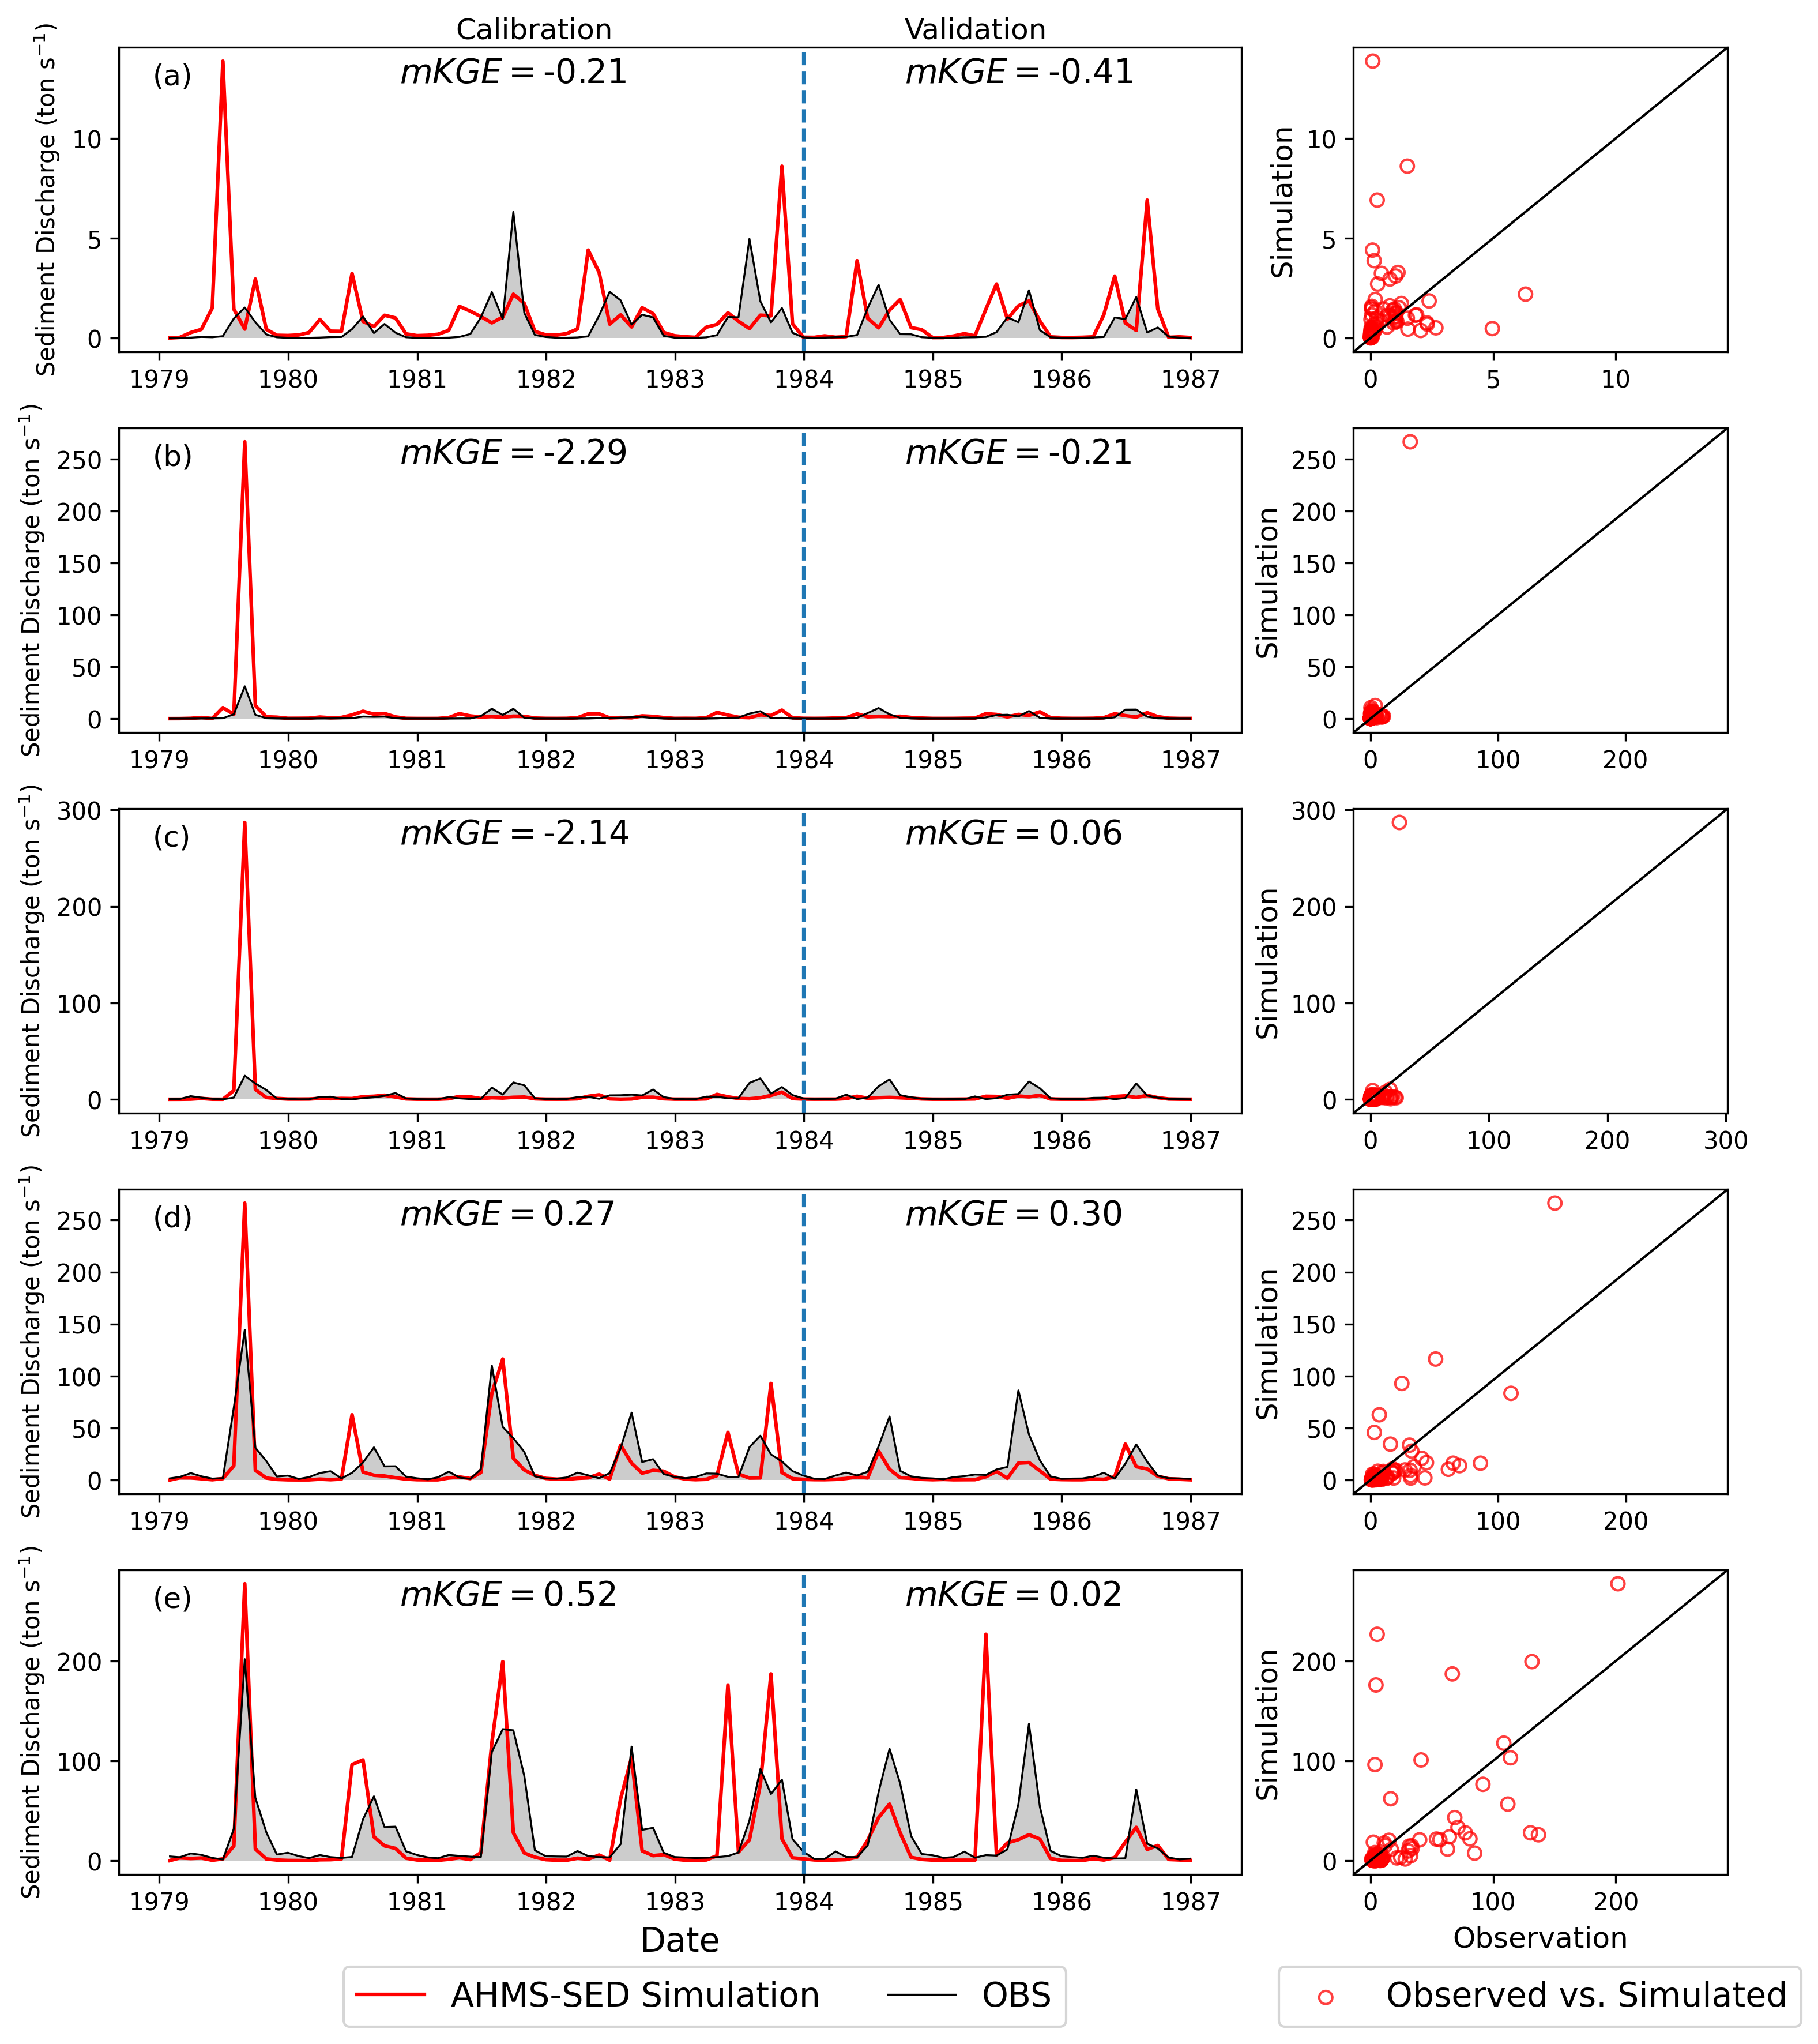 Calibration Validation
(a) mKGE = -0.21 mKGE = -0.41
Sediment Discharge (ton s⁻¹)
10
5
0
1979 1980 1981 1982 1983 1984 1985 1986 1987
Simulation
10
5
0
0 5 10
(b) mKGE = -2.29 mKGE = -0.21
Sediment Discharge (ton s⁻¹)
250
200
150
100
50
0
1979 1980 1981 1982 1983 1984 1985 1986 1987
Simulation
250
200
150
100
50
0
0 100 200
(c) mKGE = -2.14 mKGE = 0.06
Sediment Discharge (ton s⁻¹)
300
200
100
0
1979 1980 1981 1982 1983 1984 1985 1986 1987
Simulation
300
200
100
0
0 100 200 300
(d) mKGE = 0.27 mKGE = 0.30
Sediment Discharge (ton s⁻¹)
250
200
150
100
50
0
1979 1980 1981 1982 1983 1984 1985 1986 1987
Simulation
250
200
150
100
50
0
0 100 200
(e) mKGE = 0.52 mKGE = 0.02
Sediment Discharge (ton s⁻¹)
200
100
0
1979 1980 1981 1982 1983 1984 1985 1986 1987
Date
Simulation
200
100
0
0 100 200
Observation
AHMS-SED Simulation OBS
Observed vs. Simulated